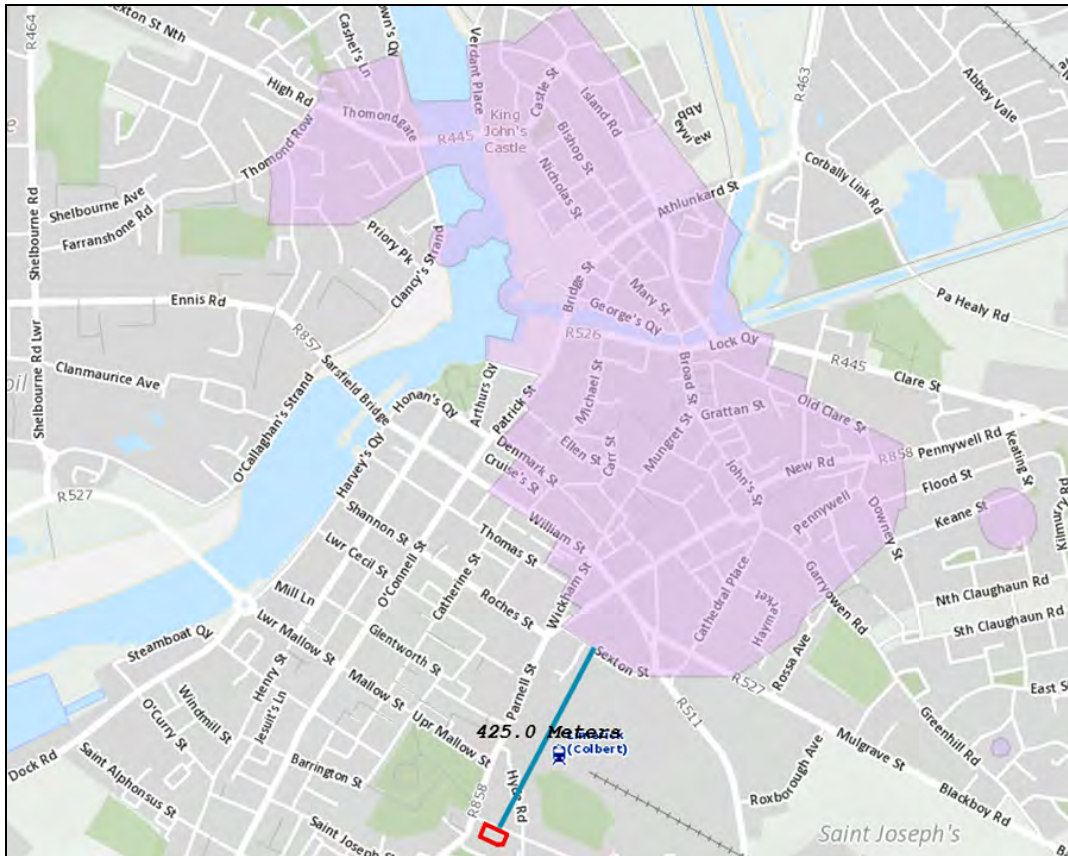 R464
Sexton St Nth
Cashel's Ln
own's Qy
Verdant Place
High Rd
Thomondgate
R445
King
John's
Castle
Castle St
Island Rd
Bishop St
Nicholas St
Abbeyview
R463
Abbey Vale
Corbally Link Rd
Athlunkard St
Thomond Row
Shelbourne Ave
Farranshone Rd
Shelbourne Rd
Priory Pk
Clancy's Strand
Bridge St
Mary St
George's Qy
R526
Lock Qy
Pa Healy Rd
Ennis Rd
R857
Sarsfield Bridge
Clanmaurice Ave
oil
Shelbourne Rd Lwr
Honan's Qy
Arthurs Qy
Patrick St
Michael St
Broad St
R445
Clare St
Grattan St
Old Clare St
O'Callaghan's Strand
Harvey's Qy
Denmark St
Cruise's St
Ellen St
Carr St
Mungret St
John's St
New Rd
R858
Pennywell Rd
Keating St
Flood St
Keane St
Pennywell
Downey St
R527
Shannon St
Lwr Cecil St
O'Connell St
Thomas St
William St
Catherine St
Roches St
Wickham St
Cathedral Place
Haymarket
Garryowen Rd
Nth Claughaun Rd
Sth Claughaun Rd
Mill Ln
Lwr Mallow St
Steamboat Qy
Glentworth St
Mallow St
Henry St
Jesuit's Ln
Windmill St
O'Curry St
Upr Mallow St
Parnell St
Sexton St
R527
Rossa Ave
R511
East St
Greenhill Rd
Mulgrave St
Blackboy Rd
Roxborough Ave
425.0 Meters
Limerick
(Colbert)
Hyde Rd
R858
Barrington St
Dock Rd
Saint Alphonsus St
Saint Joseph's St
Saint Joseph's